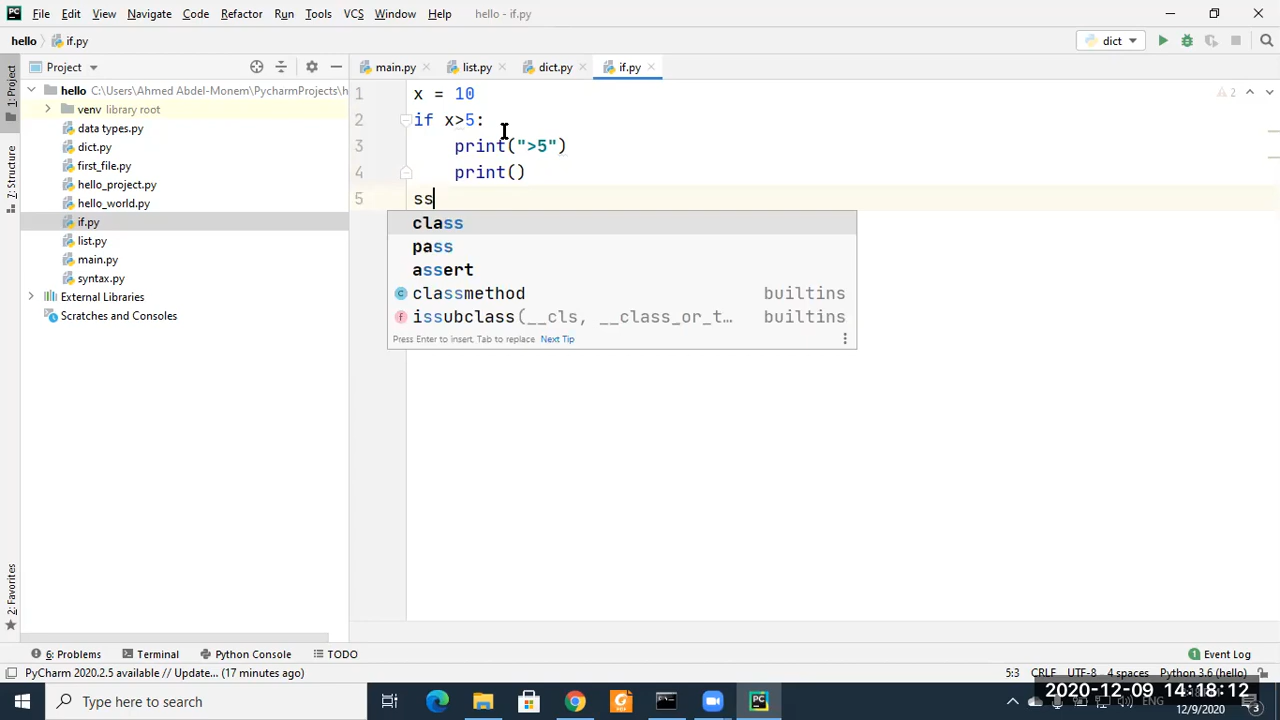 File Edit View Navigate Code Refactor Run Tools VCS Window Help hello - if.py
hello if.py dict
Project main.py list.py dict.py if.py
1: Project
7: Structure
2: Favorites
hello C:\Users\Ahmed Abdel-Monem\PycharmProjects\h
venv library root
data types.py
dict.py
first_file.py
hello_project.py
hello_world.py
if.py
list.py
main.py
syntax.py
External Libraries
Scratches and Consoles
1 x = 10
2 if x>5:
3 print(">5")
4 print()
5 ss
2
class
pass
assert
classmethod builtins
issubclass(__cls, __class_or_t… builtins
Press Enter to insert, Tab to replace Next Tip
6: Problems Terminal Python Console TODO 1 Event Log
PyCharm 2020.2.5 available // Update... (17 minutes ago) 5:3 CRLF UTF-8 4 spaces Python 3.6 (hello)
Type here to search
ENG
2020-12-09 14:18:12
12/9/2020
3